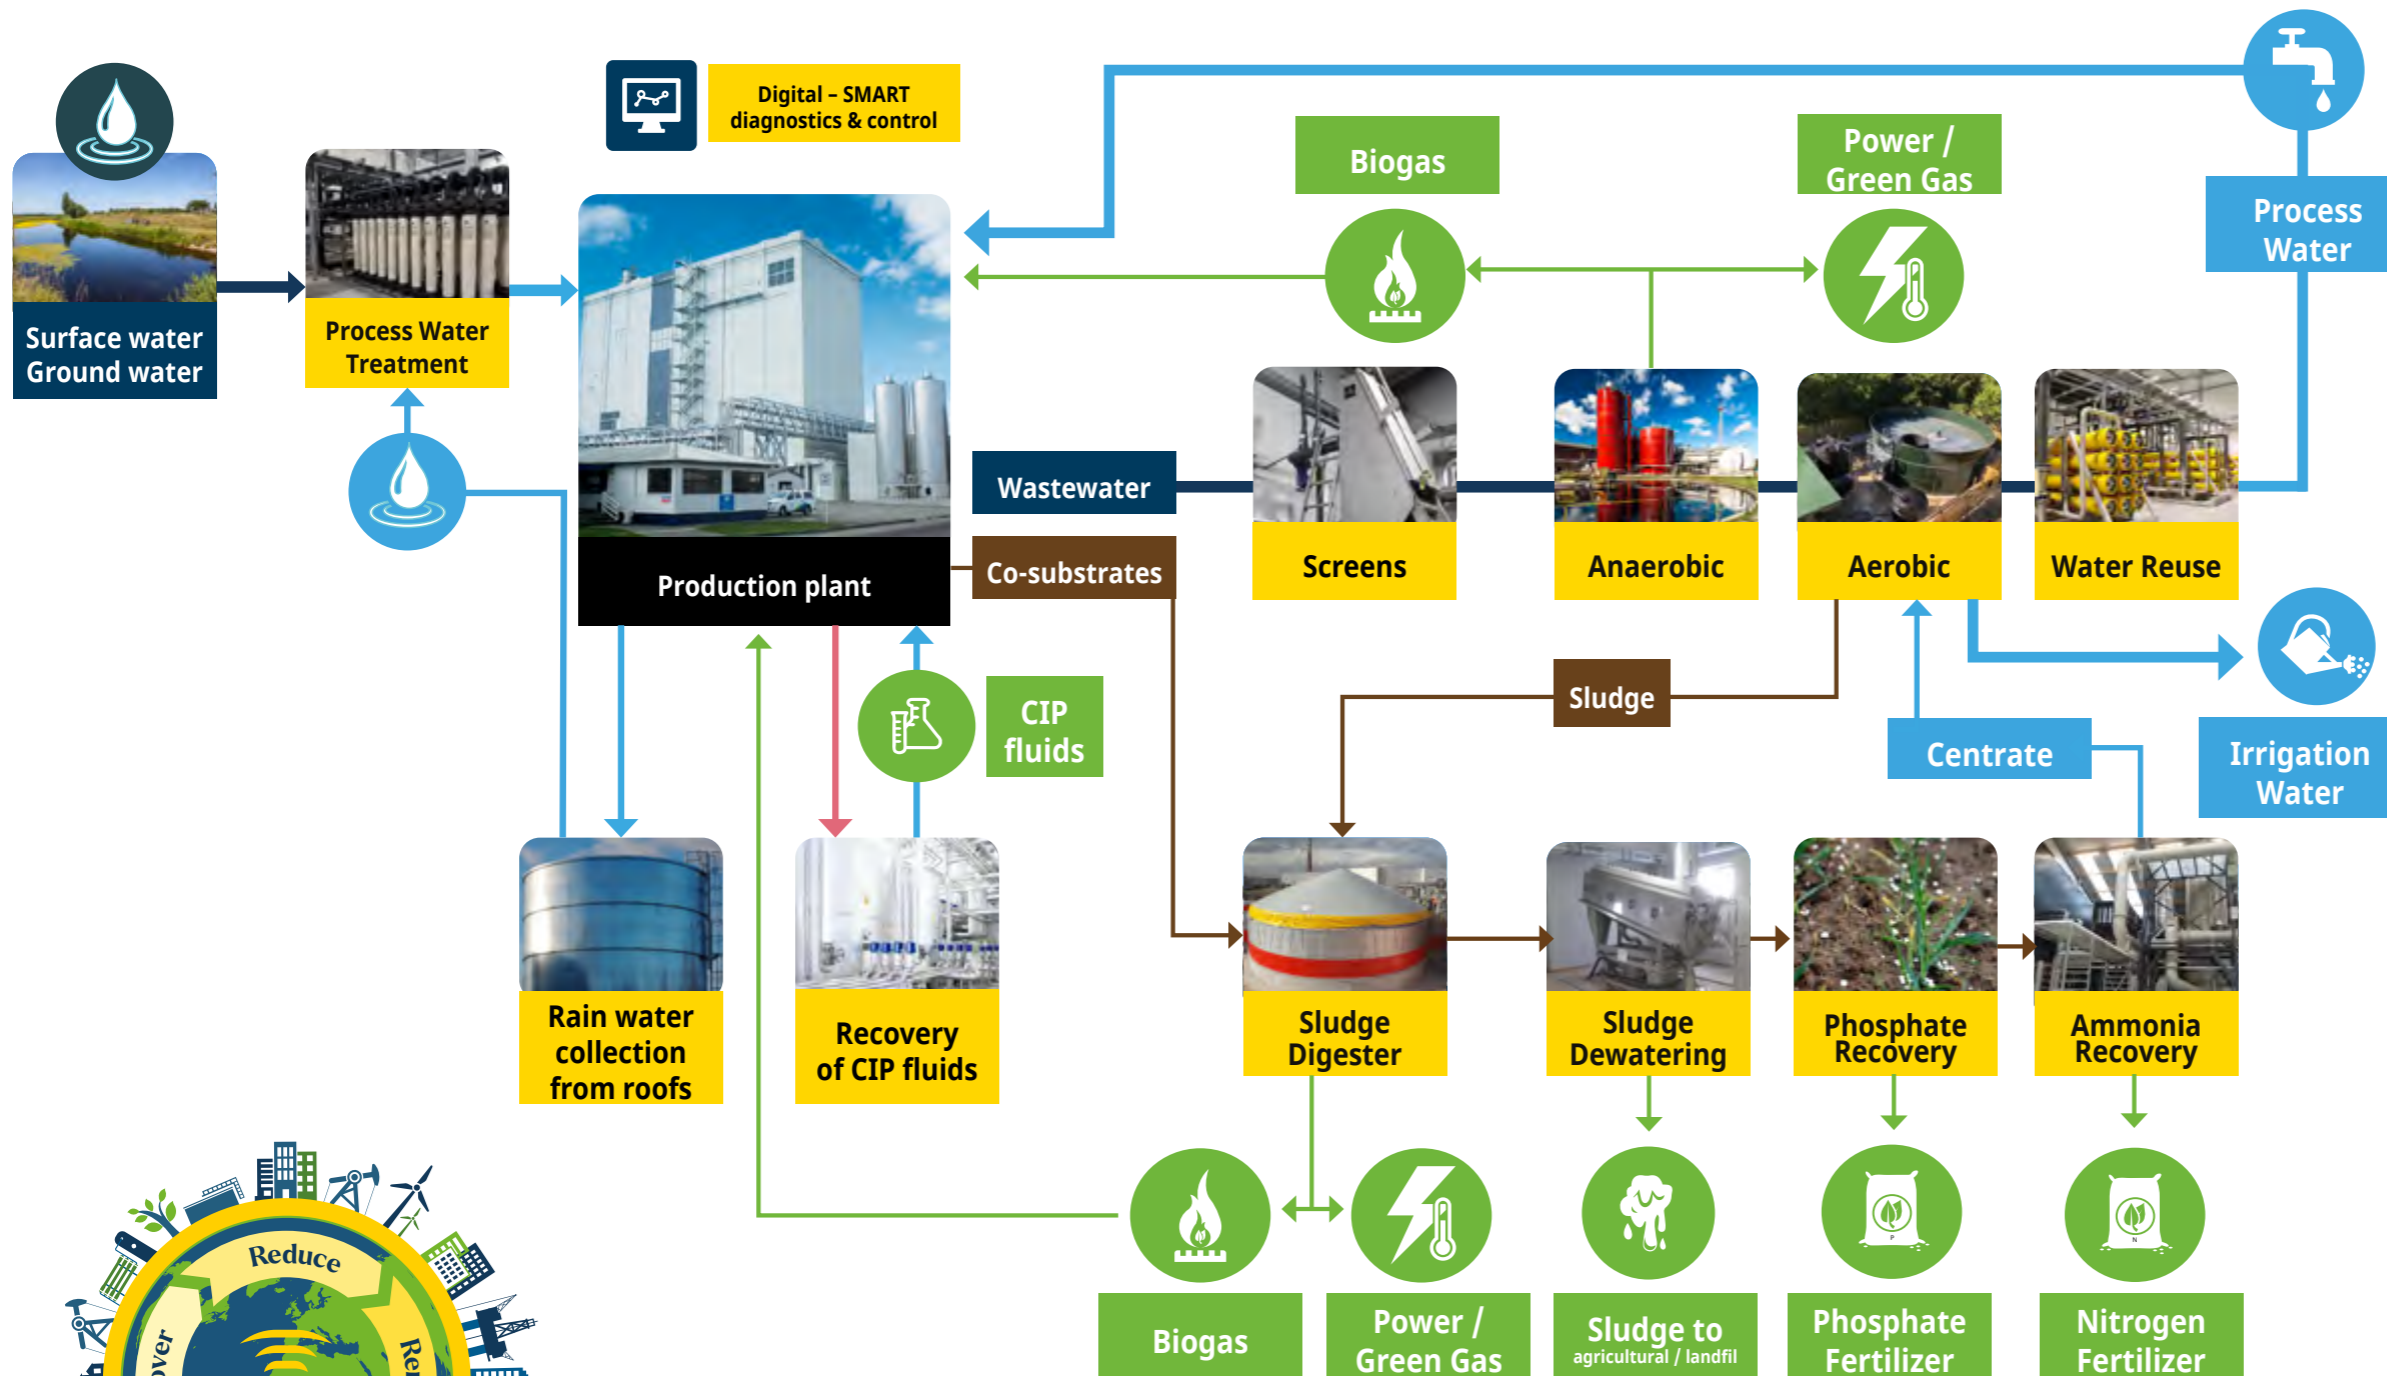 Digital – SMART
diagnostics & control
Biogas
Power /
Green Gas
Process
Water
Surface water
Ground water
Process Water
Treatment
Wastewater
Co-substrates
Production plant
Screens
Anaerobic
Aerobic
Water Reuse
CIP
fluids
Sludge
Centrate
Irrigation
Water
Rain water
collection
from roofs
Recovery
of CIP fluids
Sludge
Digester
Sludge
Dewatering
Phosphate
Recovery
Ammonia
Recovery
P
N
Reduce
Biogas
Power /
Green Gas
Sludge to
agricultural / landfil
Phosphate
Fertilizer
Nitrogen
Fertilizer